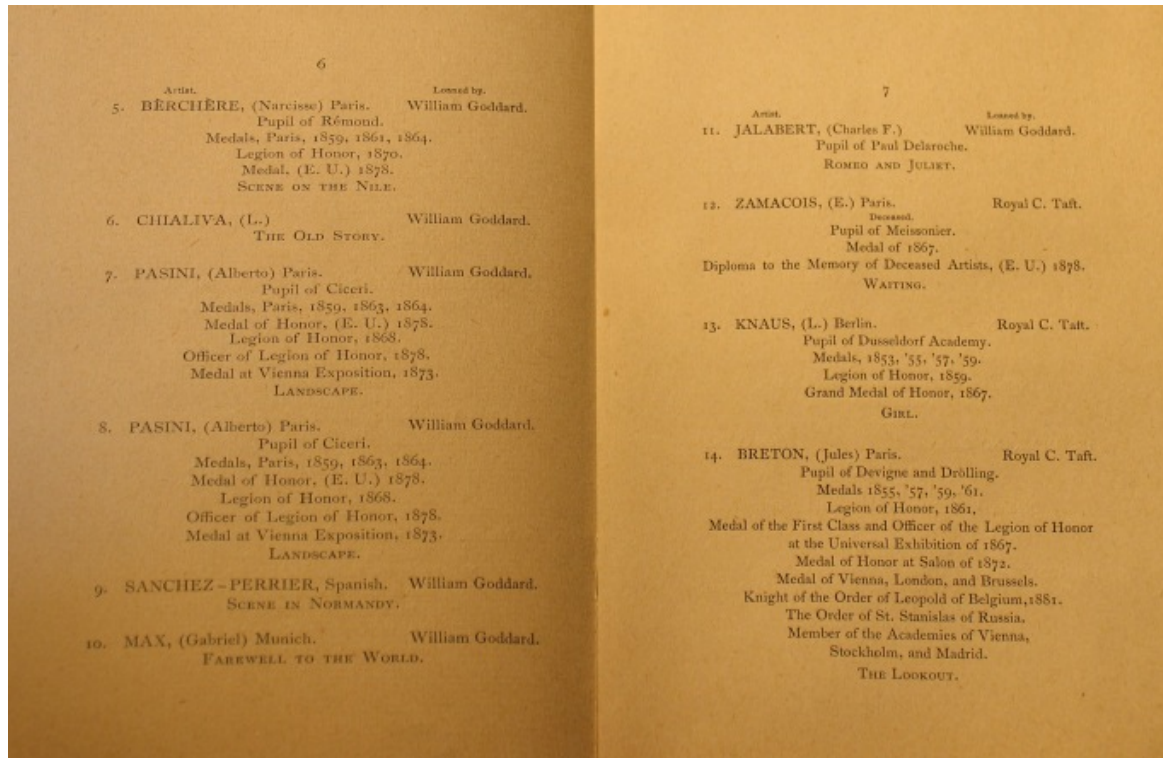 6
Artist. Loaned by.
5. BÈRCHÈRE, (Narcisse) Paris. William Goddard.
Pupil of Rémond.
Medals, Paris, 1859, 1861, 1864.
Legion of Honor, 1870.
Medal, (E. U.) 1878.
SCENE ON THE NILE.
6. CHIALIVA, (L.) William Goddard.
THE OLD STORY.
7. PASINI, (Alberto) Paris. William Goddard.
Pupil of Ciceri.
Medals, Paris, 1859, 1863, 1864.
Medal of Honor, (E. U.) 1878.
Legion of Honor, 1868.
Officer of Legion of Honor, 1878.
Medal at Vienna Exposition, 1873.
LANDSCAPE.
8. PASINI, (Alberto) Paris. William Goddard.
Pupil of Ciceri.
Medals, Paris, 1859, 1863, 1864.
Medal of Honor, (E. U.) 1878.
Legion of Honor, 1868.
Officer of Legion of Honor, 1878.
Medal at Vienna Exposition, 1873.
LANDSCAPE.
9. SANCHEZ-PERRIER, Spanish. William Goddard.
SCENE IN NORMANDY.
10. MAX, (Gabriel) Munich. William Goddard.
FAREWELL TO THE WORLD.
7
Artist. Loaned by.
11. JALABERT, (Charles F.) William Goddard.
Pupil of Paul Delaroche.
ROMEO AND JULIET.
12. ZAMACOIS, (E.) Paris. Royal C. Taft.
Deceased.
Pupil of Meissonier.
Medal of 1867.
Diploma to the Memory of Deceased Artists, (E. U.) 1878.
WAITING.
13. KNAUS, (L.) Berlin. Royal C. Taft.
Pupil of Dusseldorf Academy.
Medals, 1853, '55, '57, '59.
Legion of Honor, 1859.
Grand Medal of Honor, 1867.
GIRL.
14. BRETON, (Jules) Paris. Royal C. Taft.
Pupil of Devigne and Drölling.
Medals 1855, '57, '59, '61.
Legion of Honor, 1861,
Medal of the First Class and Officer of the Legion of Honor
at the Universal Exhibition of 1867.
Medal of Honor at Salon of 1872.
Medal of Vienna, London, and Brussels.
Knight of the Order of Leopold of Belgium, 1881.
The Order of St. Stanislas of Russia.
Member of the Academies of Vienna,
Stockholm, and Madrid.
THE LOOKOUT.